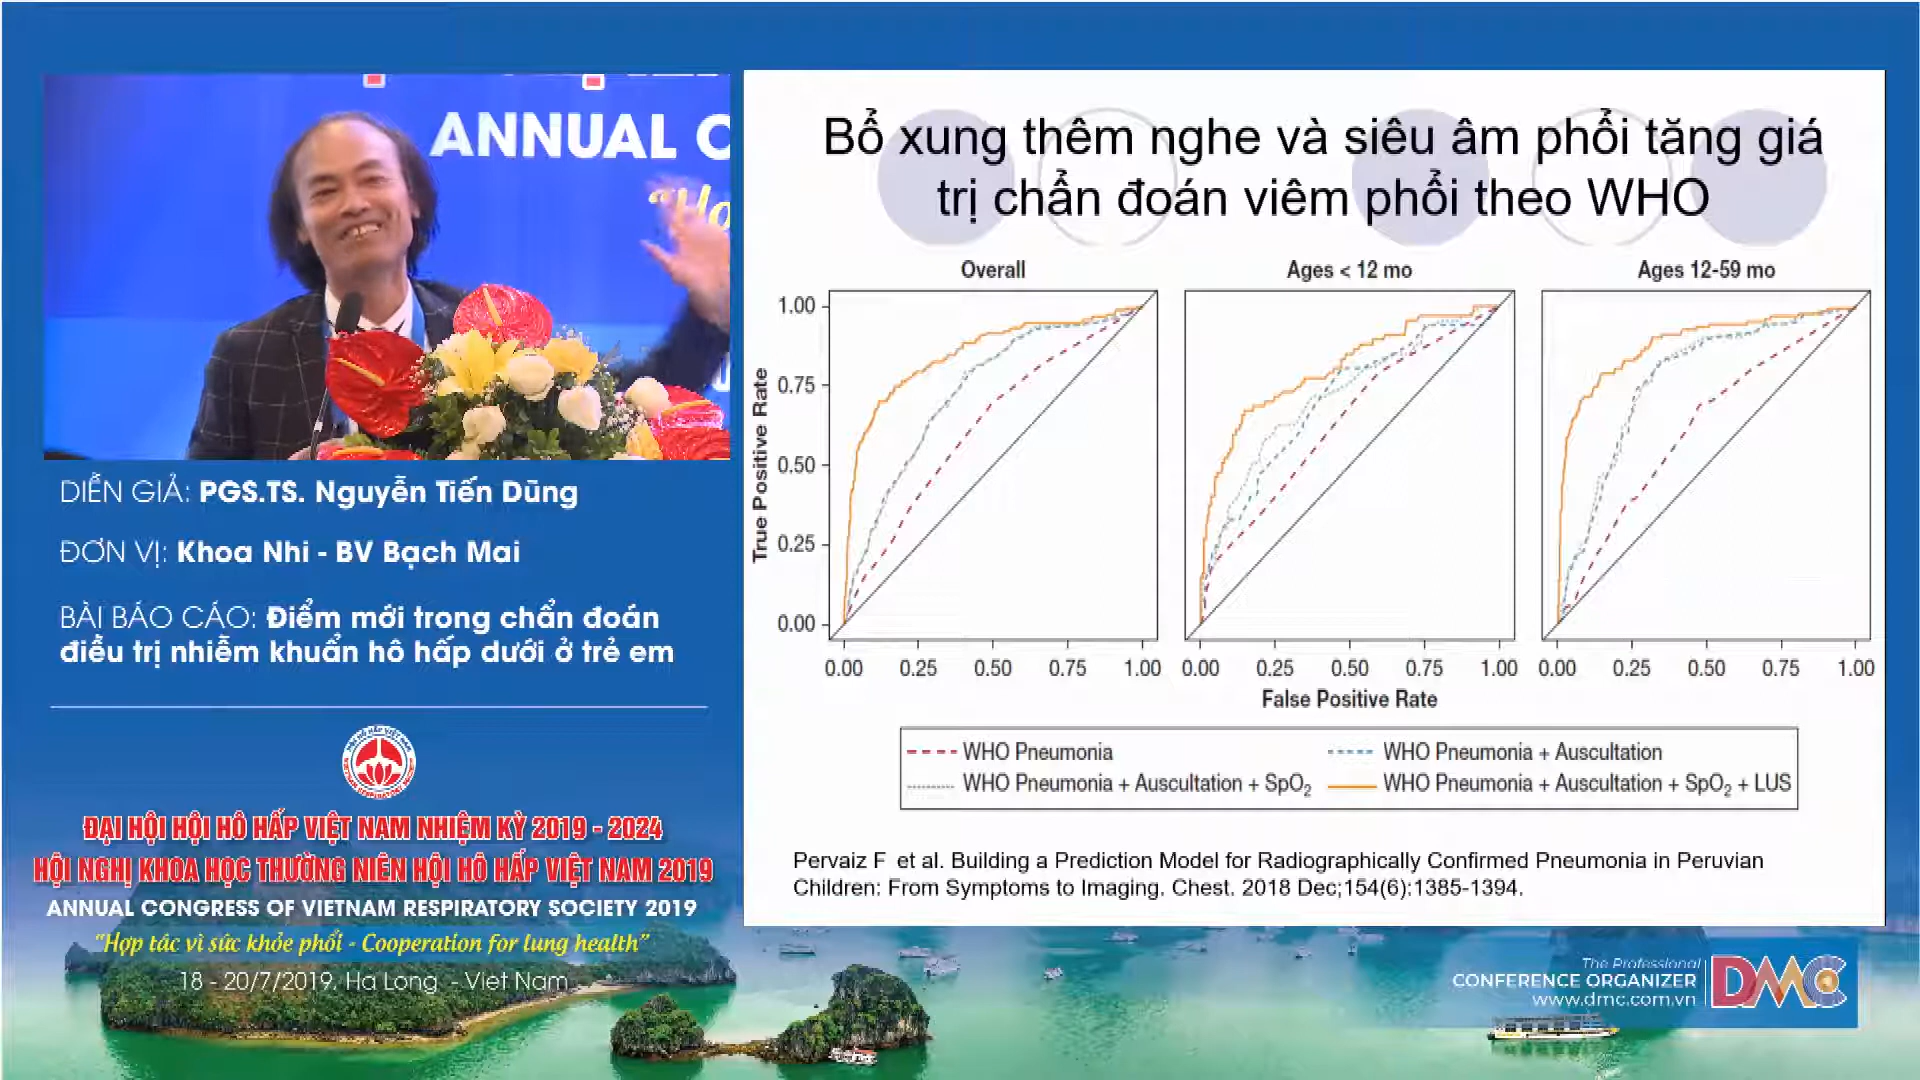 ANNUAL C
"Ho
DIỄN GIẢ: PGS.TS. Nguyễn Tiến Dũng
ĐƠN VỊ: Khoa Nhi - BV Bạch Mai
BÀI BÁO CÁO: Điểm mới trong chẩn đoán
điều trị nhiễm khuẩn hô hấp dưới ở trẻ em
ĐẠI HỘI HỘI HÔ HẤP VIỆT NAM NHIỆM KỲ 2019 - 2024
HỘI NGHỊ KHOA HỌC THƯỜNG NIÊN HỘI HÔ HẤP VIỆT NAM 2019
ANNUAL CONGRESS OF VIETNAM RESPIRATORY SOCIETY 2019
"Hợp tác vì sức khỏe phổi - Cooperation for lung health"
18 - 20/7/2019, Ha Long - Viet Nam
Bổ xung thêm nghe và siêu âm phổi tăng giá
trị chẩn đoán viêm phổi theo WHO
Overall Ages < 12 mo Ages 12-59 mo
True Positive Rate
1.00
0.75
0.50
0.25
0.00
0.00 0.25 0.50 0.75 1.00 0.00 0.25 0.50 0.75 1.00 0.00 0.25 0.50 0.75 1.00
False Positive Rate
WHO Pneumonia WHO Pneumonia + Auscultation
WHO Pneumonia + Auscultation + SpO₂ WHO Pneumonia + Auscultation + SpO₂ + LUS
Pervaiz F et al. Building a Prediction Model for Radiographically Confirmed Pneumonia in Peruvian
Children: From Symptoms to Imaging. Chest. 2018 Dec;154(6):1385-1394.
The Professional
CONFERENCE ORGANIZER
www.dmc.com.vn
DMC